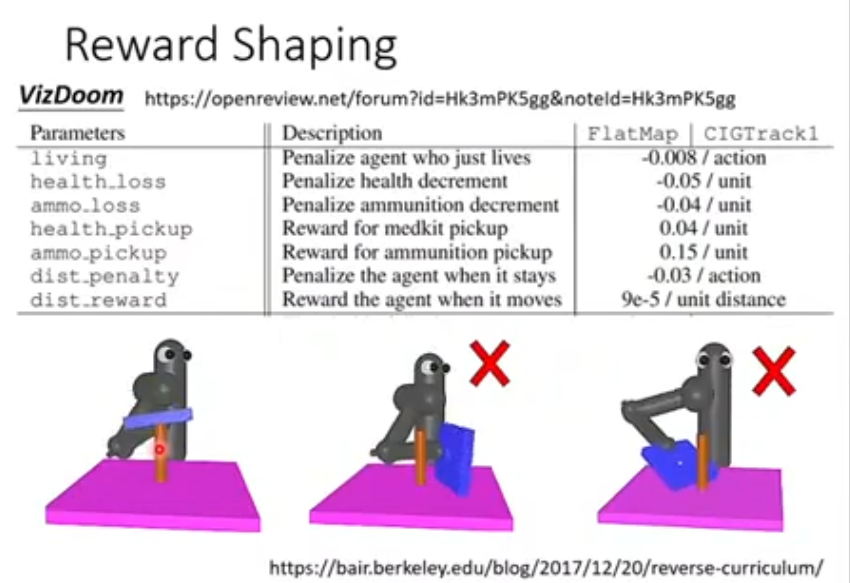 Reward Shaping
VizDoom https://openreview.net/forum?id=Hk3mPK5gg&noteId=Hk3mPK5gg
Parameters Description FlatMap | CIGTrack1
living Penalize agent who just lives -0.008 / action
health_loss Penalize health decrement -0.05 / unit
ammo_loss Penalize ammunition decrement -0.04 / unit
health_pickup Reward for medkit pickup 0.04 / unit
ammo_pickup Reward for ammunition pickup 0.15 / unit
dist_penalty Penalize the agent when it stays -0.03 / action
dist_reward Reward the agent when it moves 9e-5 / unit distance
https://bair.berkeley.edu/blog/2017/12/20/reverse-curriculum/